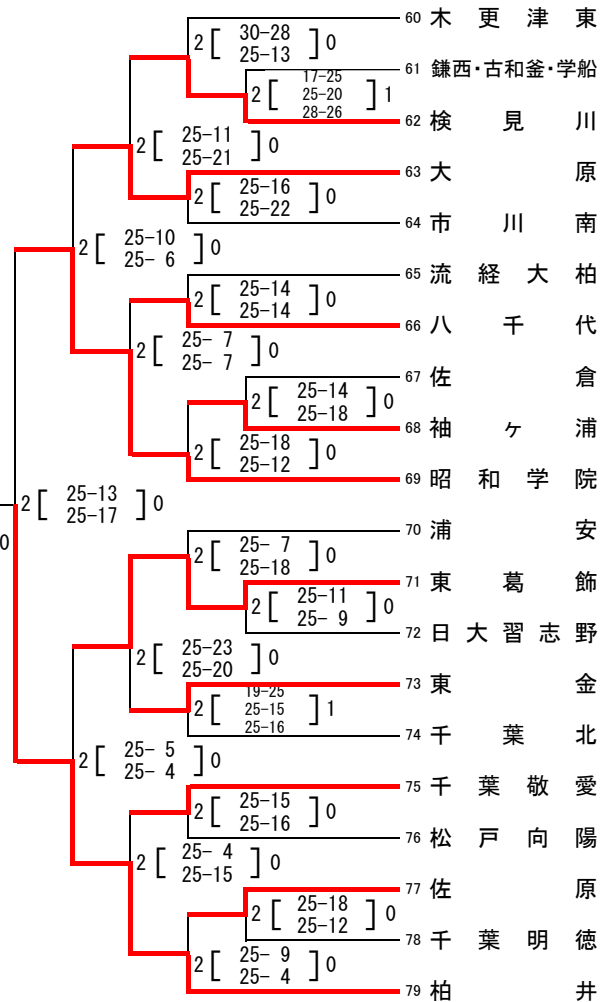 60 木更津東
2 [ 30-28 25-13 ] 0
61 鎌西・古和釜・学船
2 [ 17-25 25-20 28-26 ] 1
62 検見川
2 [ 25-11 25-21 ] 0
63 大原
2 [ 25-16 25-22 ] 0
64 市川南
2 [ 25-10 25- 6 ] 0
65 流経大柏
2 [ 25-14 25-14 ] 0
66 八千代
2 [ 25- 7 25- 7 ] 0
67 佐倉
2 [ 25-14 25-18 ] 0
68 袖ヶ浦
2 [ 25-18 25-12 ] 0
69 昭和学院
2 [ 25-13 25-17 ] 0
0
70 浦安
2 [ 25- 7 25-18 ] 0
71 東葛飾
2 [ 25-11 25- 9 ] 0
72 日大習志野
2 [ 25-23 25-20 ] 0
73 東金
2 [ 19-25 25-15 25-16 ] 1
74 千葉北
2 [ 25- 5 25- 4 ] 0
75 千葉敬愛
2 [ 25-15 25-16 ] 0
76 松戸向陽
2 [ 25- 4 25-15 ] 0
77 佐原
2 [ 25-18 25-12 ] 0
78 千葉明徳
2 [ 25- 9 25- 4 ] 0
79 柏井